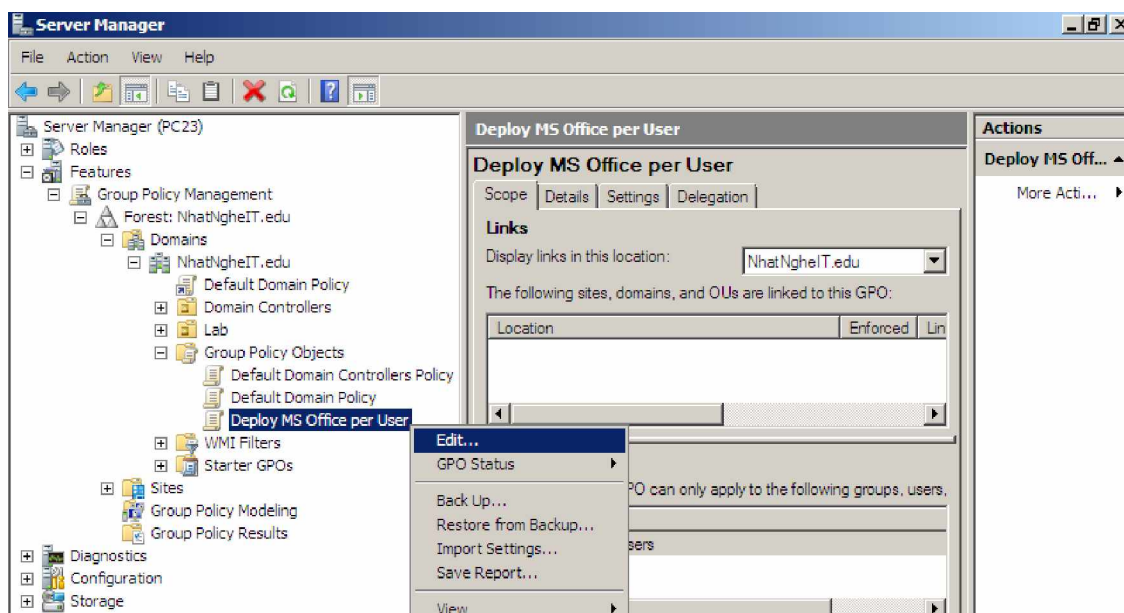 Server Manager
File Action View Help
Server Manager (PC23)
Roles
Features
Group Policy Management
Forest: NhatNgheIT.edu
Domains
NhatNgheIT.edu
Default Domain Policy
Domain Controllers
Lab
Group Policy Objects
Default Domain Controllers Policy
Default Domain Policy
Deploy MS Office per User
WMI Filters
Starter GPOs
Sites
Group Policy Modeling
Group Policy Results
Diagnostics
Configuration
Storage
Deploy MS Office per User
Deploy MS Office per User
Scope Details Settings Delegation
Links
Display links in this location: NhatNgheIT.edu
The following sites, domains, and OUs are linked to this GPO:
Location Enforced Lin
PO can only apply to the following groups, users,
sers
Edit...
GPO Status
Back Up...
Restore from Backup...
Import Settings...
Save Report...
View
Actions
Deploy MS Off...
More Acti...